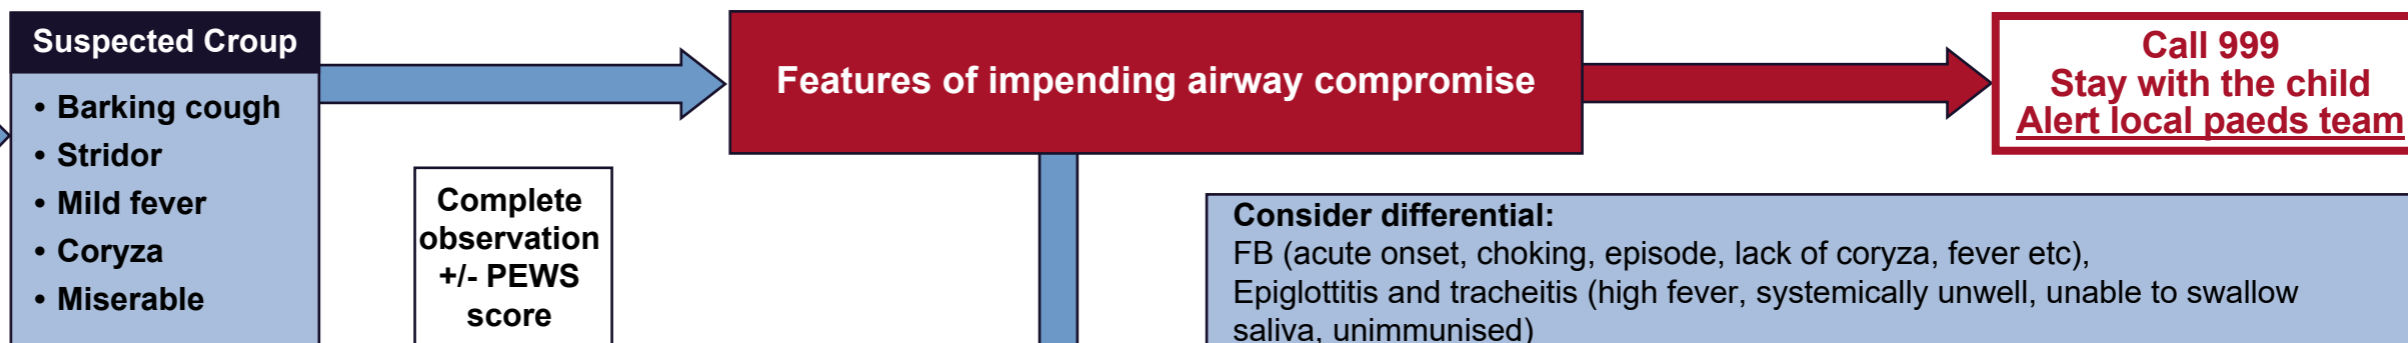 Suspected Croup
• Barking cough
• Stridor
• Mild fever
• Coryza
• Miserable
Complete
observation
+/- PEWS
score
Features of impending airway compromise
Call 999
Stay with the child
Alert local paeds team
Consider differential:
FB (acute onset, choking, episode, lack of coryza, fever etc),
Epiglottitis and tracheitis (high fever, systemically unwell, unable to swallow
saliva, unimmunised)